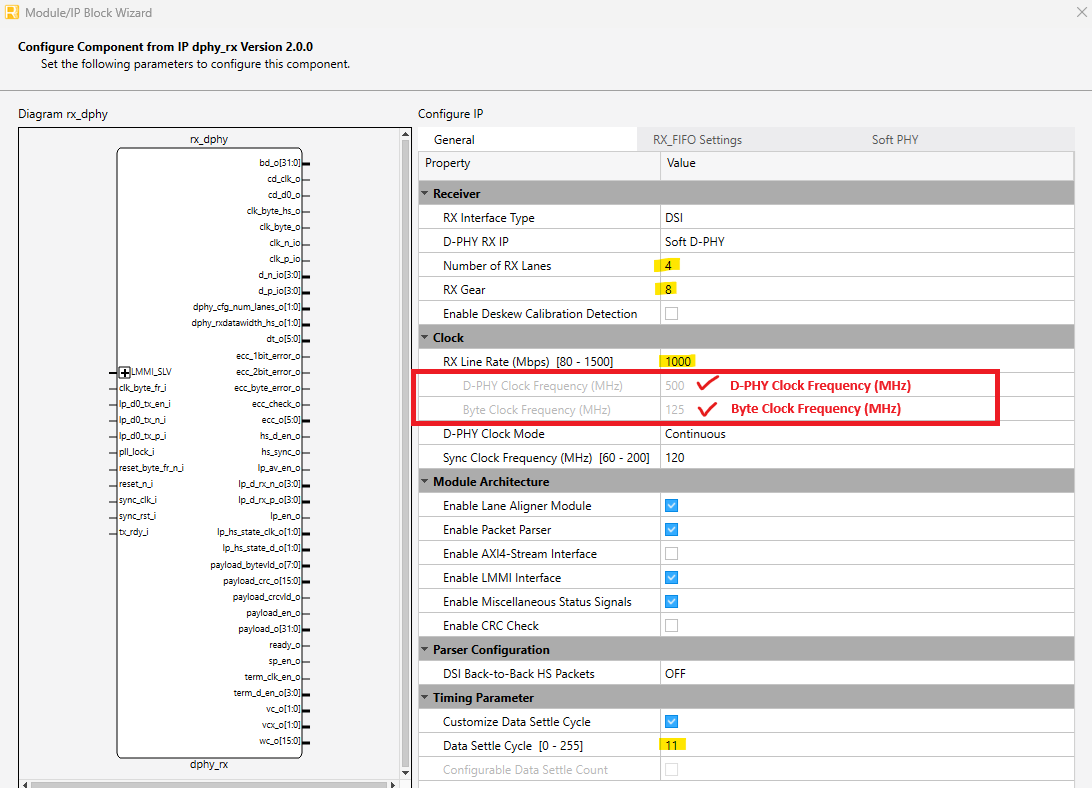 Module/IP Block Wizard
Configure Component from IP dphy_rx Version 2.0.0
Set the following parameters to configure this component.
Diagram rx_dphy
rx_dphy
bd_o[31:0]
cd_clk_o
cd_d0_o
clk_byte_hs_o
clk_byte_o
clk_n_io
clk_p_io
d_n_io[3:0]
d_p_io[3:0]
dphy_cfg_num_lanes_o[1:0]
dphy_rxdatawidth_hs_o[1:0]
dt_o[5:0]
ecc_1bit_error_o
LMMI_SLV ecc_2bit_error_o
clk_byte_fr_i ecc_byte_error_o
lp_d0_tx_en_i ecc_check_o
lp_d0_tx_n_i ecc_o[5:0]
lp_d0_tx_p_i hs_d_en_o
pll_lock_i hs_sync_o
reset_byte_fr_n_i lp_av_en_o
reset_n_i lp_d_rx_n_o[3:0]
sync_clk_i lp_d_rx_p_o[3:0]
sync_rst_i lp_en_o
tx_rdy_i lp_hs_state_clk_o[1:0]
lp_hs_state_d_o[1:0]
payload_bytevld_o[7:0]
payload_crc_o[15:0]
payload_crcvld_o
payload_en_o
payload_o[31:0]
ready_o
sp_en_o
term_clk_en_o
term_d_en_o[3:0]
vc_o[1:0]
vcx_o[1:0]
wc_o[15:0]
dphy_rx
Configure IP
General RX_FIFO Settings Soft PHY
Property Value
Receiver
RX Interface Type DSI
D-PHY RX IP Soft D-PHY
Number of RX Lanes 4
RX Gear 8
Enable Deskew Calibration Detection
Clock
RX Line Rate (Mbps) [80 - 1500] 1000
D-PHY Clock Frequency (MHz) 500 D-PHY Clock Frequency (MHz)
Byte Clock Frequency (MHz) 125 Byte Clock Frequency (MHz)
D-PHY Clock Mode Continuous
Sync Clock Frequency (MHz) [60 - 200] 120
Module Architecture
Enable Lane Aligner Module
Enable Packet Parser
Enable AXI4-Stream Interface
Enable LMMI Interface
Enable Miscellaneous Status Signals
Enable CRC Check
Parser Configuration
DSI Back-to-Back HS Packets OFF
Timing Parameter
Customize Data Settle Cycle
Data Settle Cycle [0 - 255] 11
Configurable Data Settle Count